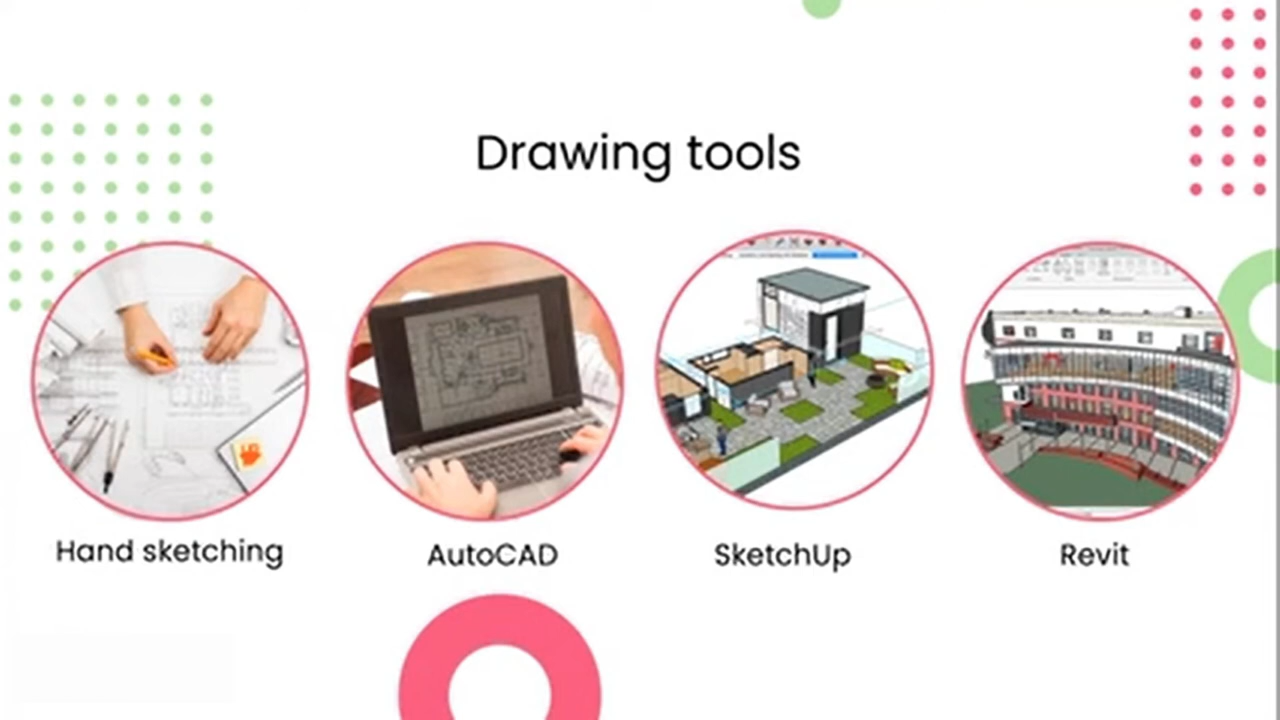 Drawing tools
Hand sketching
AutoCAD
SketchUp
Revit